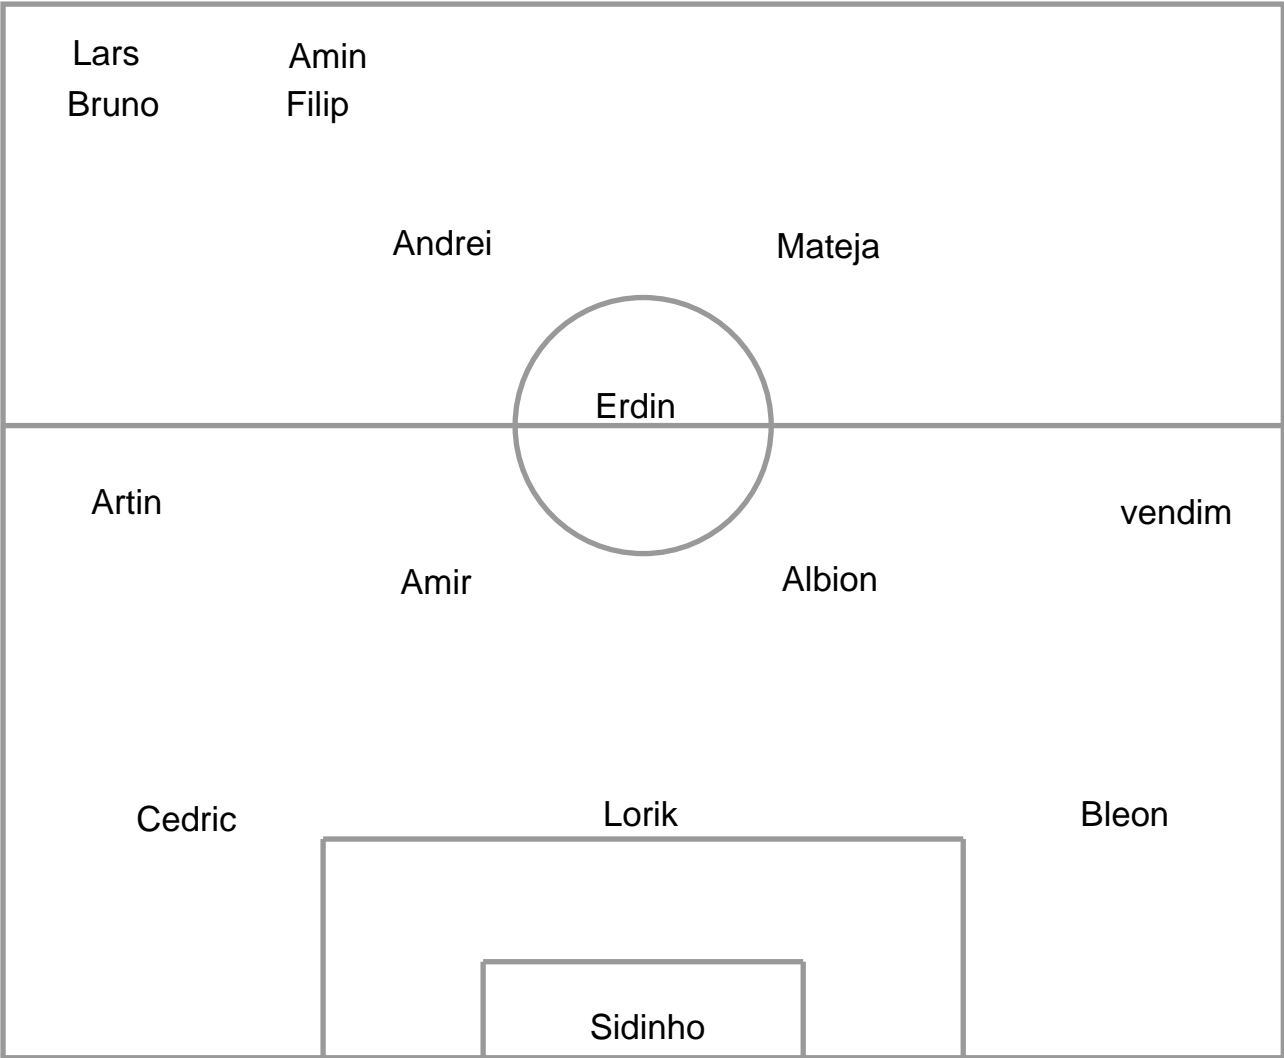 Lars Amin
Bruno Filip
Andrei Mateja
Erdin
Artin vendim
Amir Albion
Cedric Lorik Bleon
Sidinho